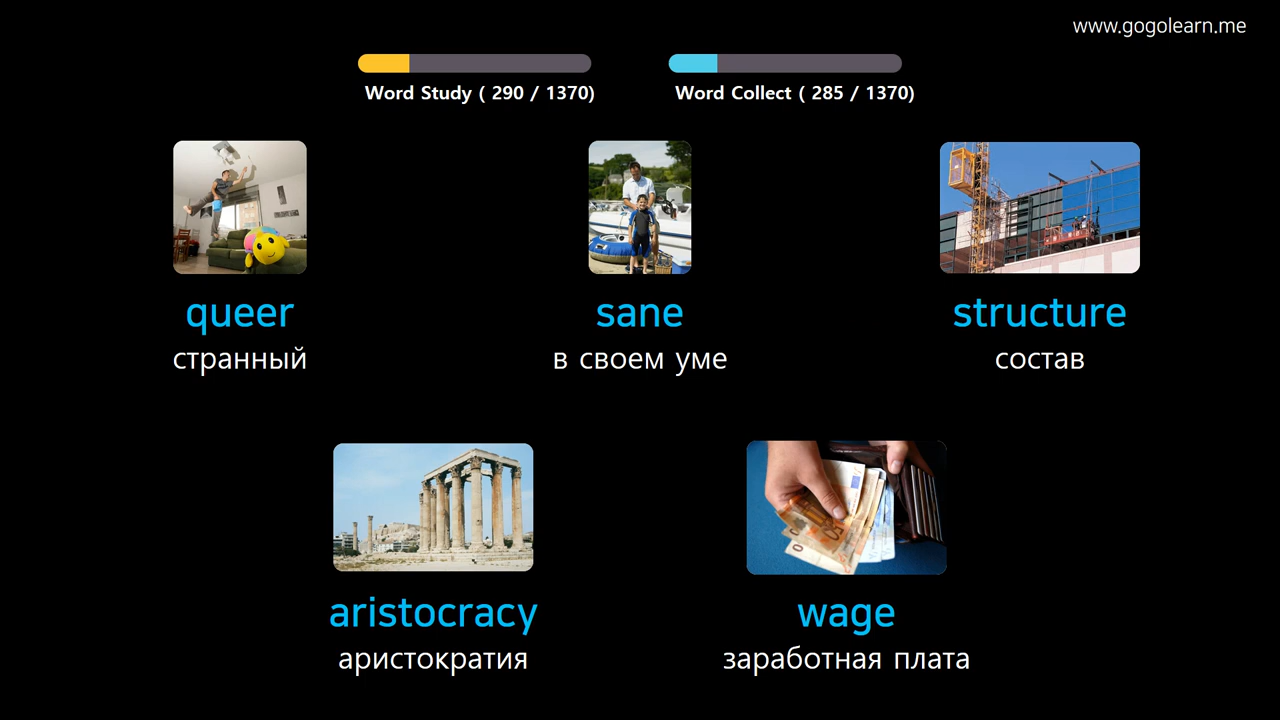 www.gogolearn.me
Word Study ( 290 / 1370)
Word Collect ( 285 / 1370)
queer
странный
sane
в своем уме
structure
состав
aristocracy
аристократия
wage
заработная плата